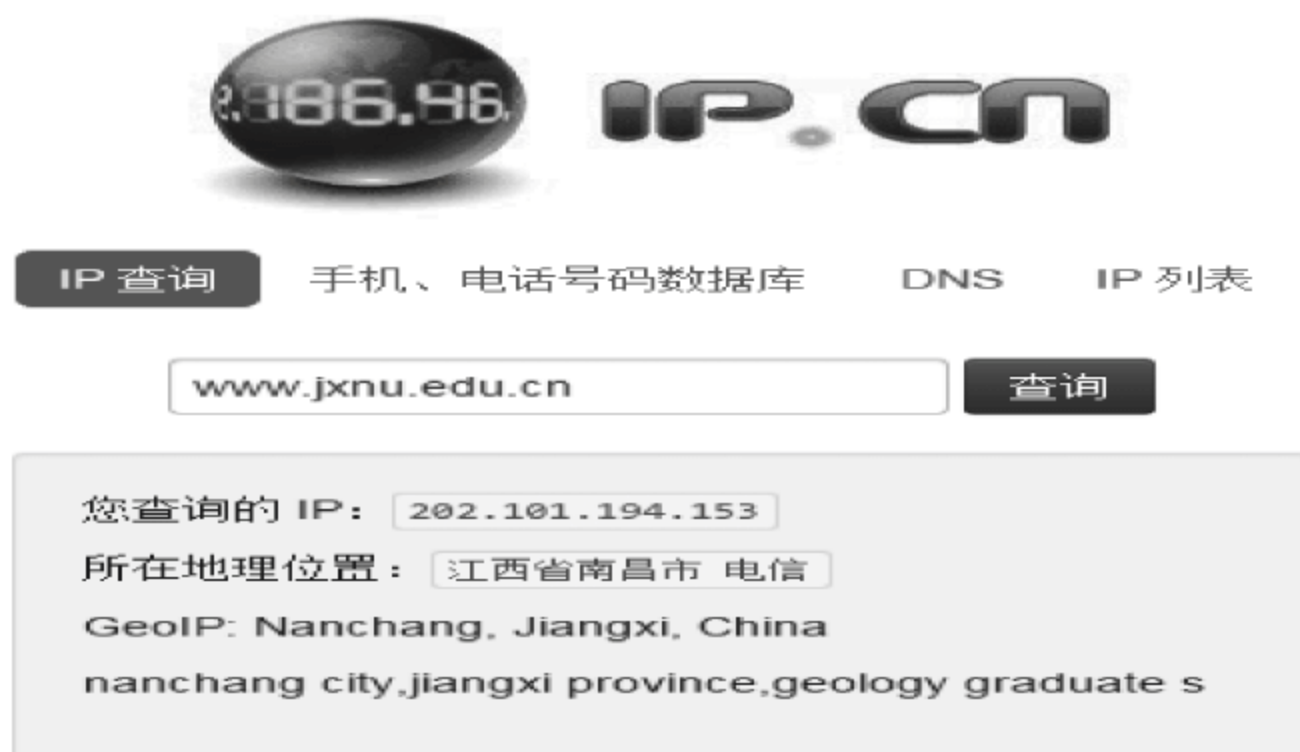 2.186.46.
IP.CN
IP 查询 手机、电话号码数据库 DNS IP 列表
www.jxnu.edu.cn 查询
您查询的 IP： 202.101.194.153
所在地理位置： 江西省南昌市 电信
GeoIP: Nanchang, Jiangxi, China
nanchang city,jiangxi province,geology graduate s